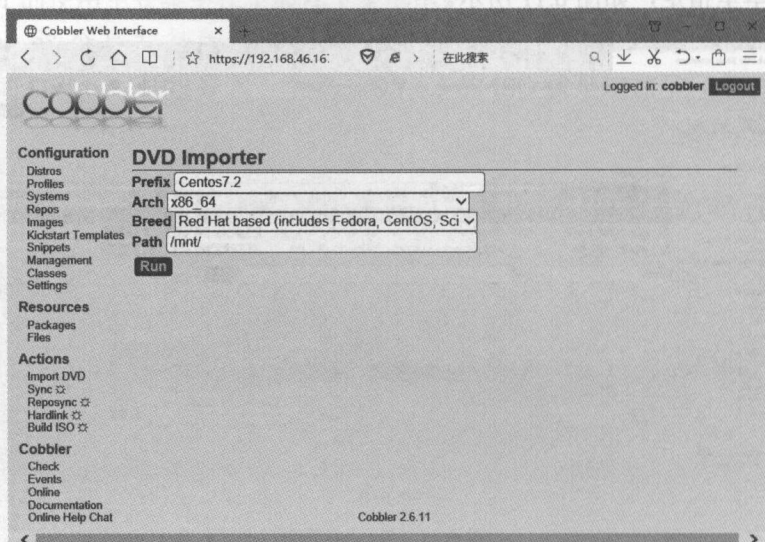 Cobbler Web Interface
https://192.168.46.16
在此搜索
cobbler
Logged in: cobbler Logout
Configuration
Distros
Profiles
Systems
Repos
Images
Kickstart Templates
Snippets
Management
Classes
Settings
Resources
Packages
Files
Actions
Import DVD
Sync
Reposync
Hardlink
Build ISO
Cobbler
Check
Events
Online
Documentation
Online Help Chat
DVD Importer
Prefix Centos7.2
Arch x86_64
Breed Red Hat based (includes Fedora, CentOS, Sci
Path /mnt/
Run
Cobbler 2.6.11